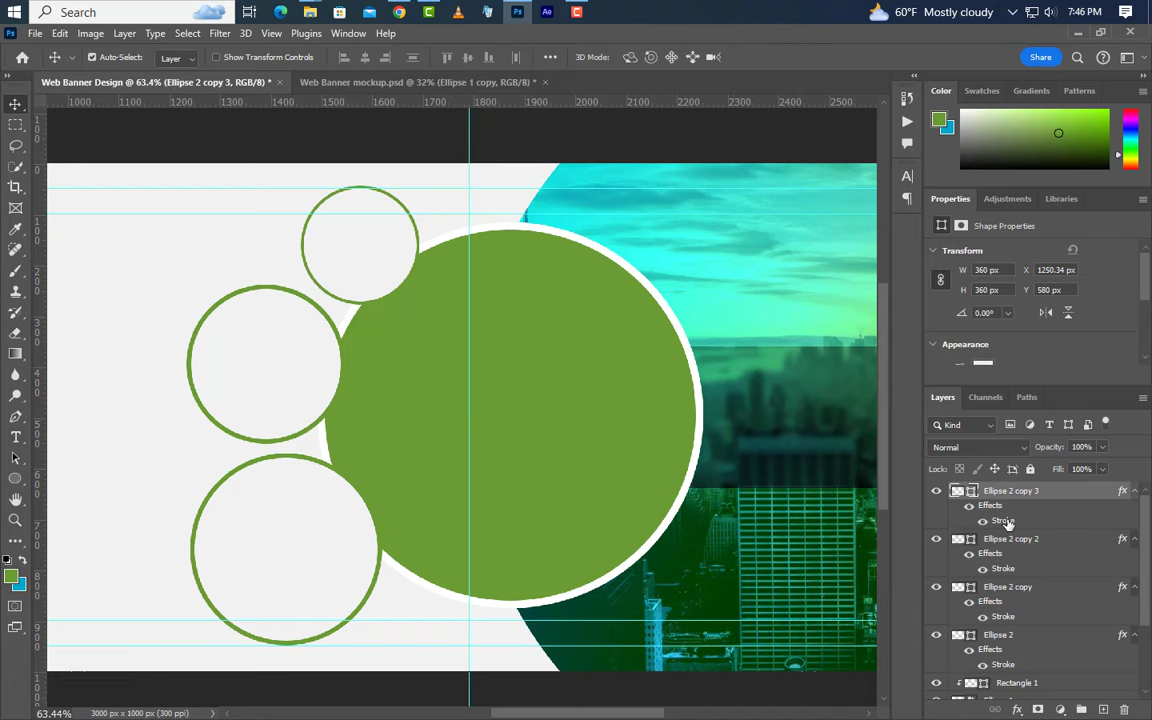 Search
60°F Mostly cloudy
7:46 PM
File Edit Image Layer Type Select Filter 3D View Plugins Window Help
Auto-Select: Layer Show Transform Controls 3D Mode: Share
Web Banner Design @ 63.4% (Ellipse 2 copy 3, RGB/8) * × Web Banner mockup.psd @ 32% (Ellipse 1 copy, RGB/8) * ×
1000 1100 1200 1300 1400 1500 1600 1700 1800 1900 2000 2100 2200 2300 2400 2500
Color Swatches Gradients Patterns
Properties Adjustments Libraries
Shape Properties
Transform
W 360 px X 1250.34 px
H 360 px Y 580 px
0.00°
Appearance
Layers Channels Paths
Kind
Normal Opacity: 100%
Lock: Fill: 100%
Ellipse 2 copy 3 fx
Effects
Stroke
Ellipse 2 copy 2 fx
Effects
Stroke
Ellipse 2 copy fx
Effects
Stroke
Ellipse 2 fx
Effects
Stroke
Rectangle 1
63.44% 3000 px x 1000 px (300 ppi)